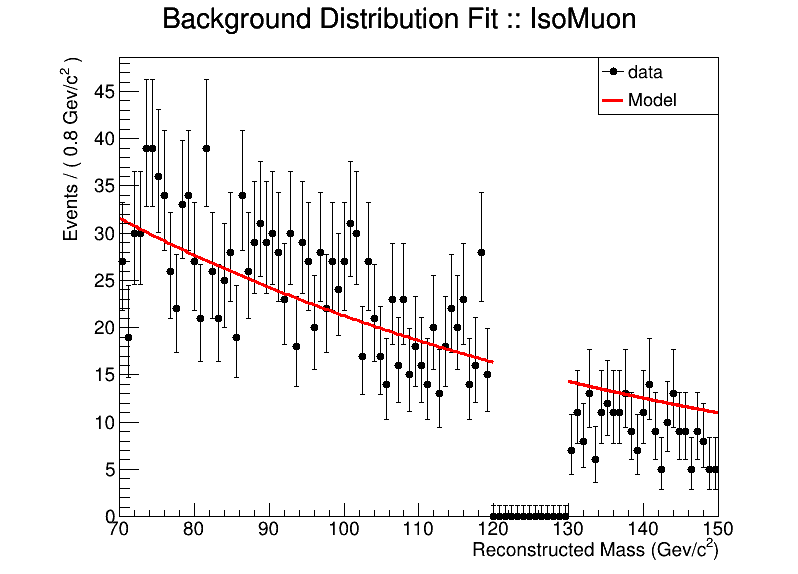 Background Distribution Fit :: IsoMuon
Events / ( 0.8 Gev/c² )
45
40
35
30
25
20
15
10
5
0
data
Model
70 80 90 100 110 120 130 140 150
Reconstructed Mass (Gev/c²)